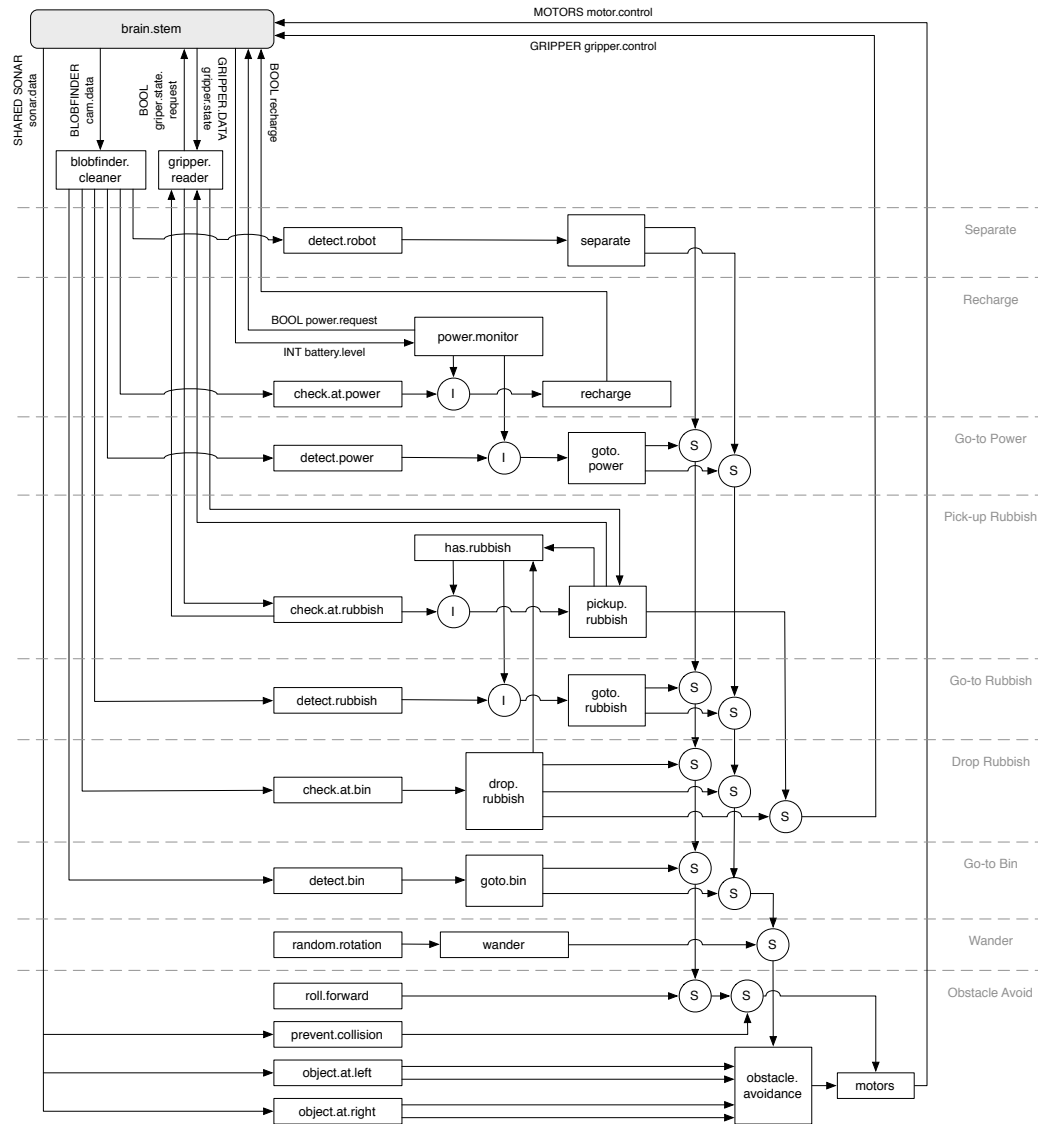 MOTORS motor.control
brain.stem
GRIPPER gripper.control
SHARED SONAR
sonar.data
BLOBFINDER
cam.data
BOOL
griper.state.
request
GRIPPER.DATA
gripper.state
BOOL recharge
blobfinder.
cleaner
gripper.
reader
Separate
detect.robot
separate
Recharge
BOOL power.request
power.monitor
INT battery.level
check.at.power
I
recharge
Go-to Power
S
detect.power
I
goto.
power
S
Pick-up Rubbish
has.rubbish
check.at.rubbish
I
pickup.
rubbish
Go-to Rubbish
S
detect.rubbish
I
goto.
rubbish
S
Drop Rubbish
S
check.at.bin
drop.
rubbish
S
S
Go-to Bin
S
detect.bin
goto.bin
S
Wander
random.rotation
wander
S
Obstacle Avoid
roll.forward
S
S
prevent.collision
object.at.left
obstacle.
avoidance
motors
object.at.right